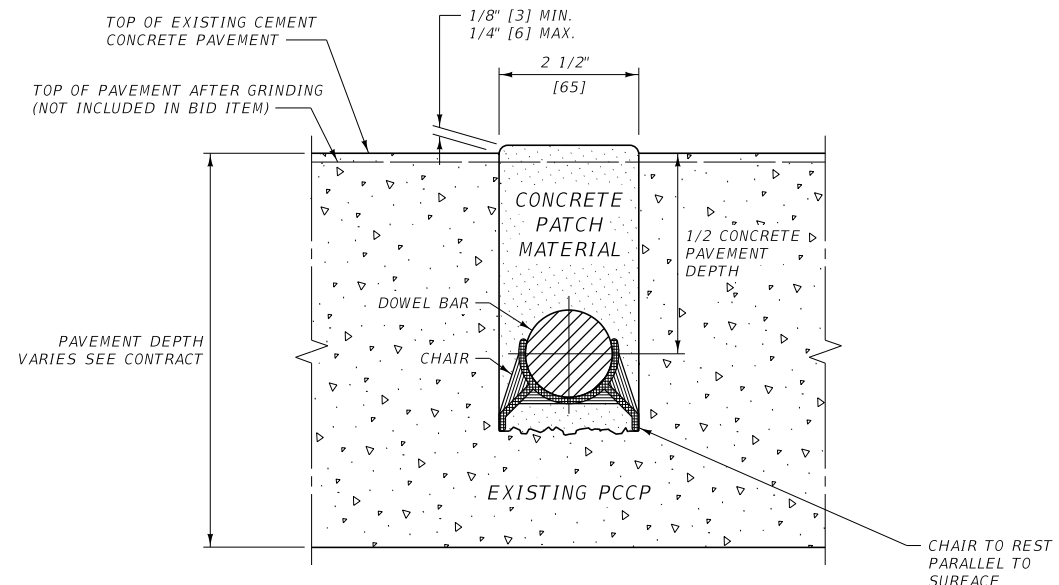 TOP OF EXISTING CEMENT
CONCRETE PAVEMENT
1/8" [3] MIN.
1/4" [6] MAX.
2 1/2"
[65]
TOP OF PAVEMENT AFTER GRINDING
(NOT INCLUDED IN BID ITEM)
CONCRETE
PATCH
MATERIAL
1/2 CONCRETE
PAVEMENT
DEPTH
DOWEL BAR
PAVEMENT DEPTH
VARIES SEE CONTRACT
CHAIR
EXISTING PCCP
CHAIR TO REST
PARALLEL TO
SURFACE